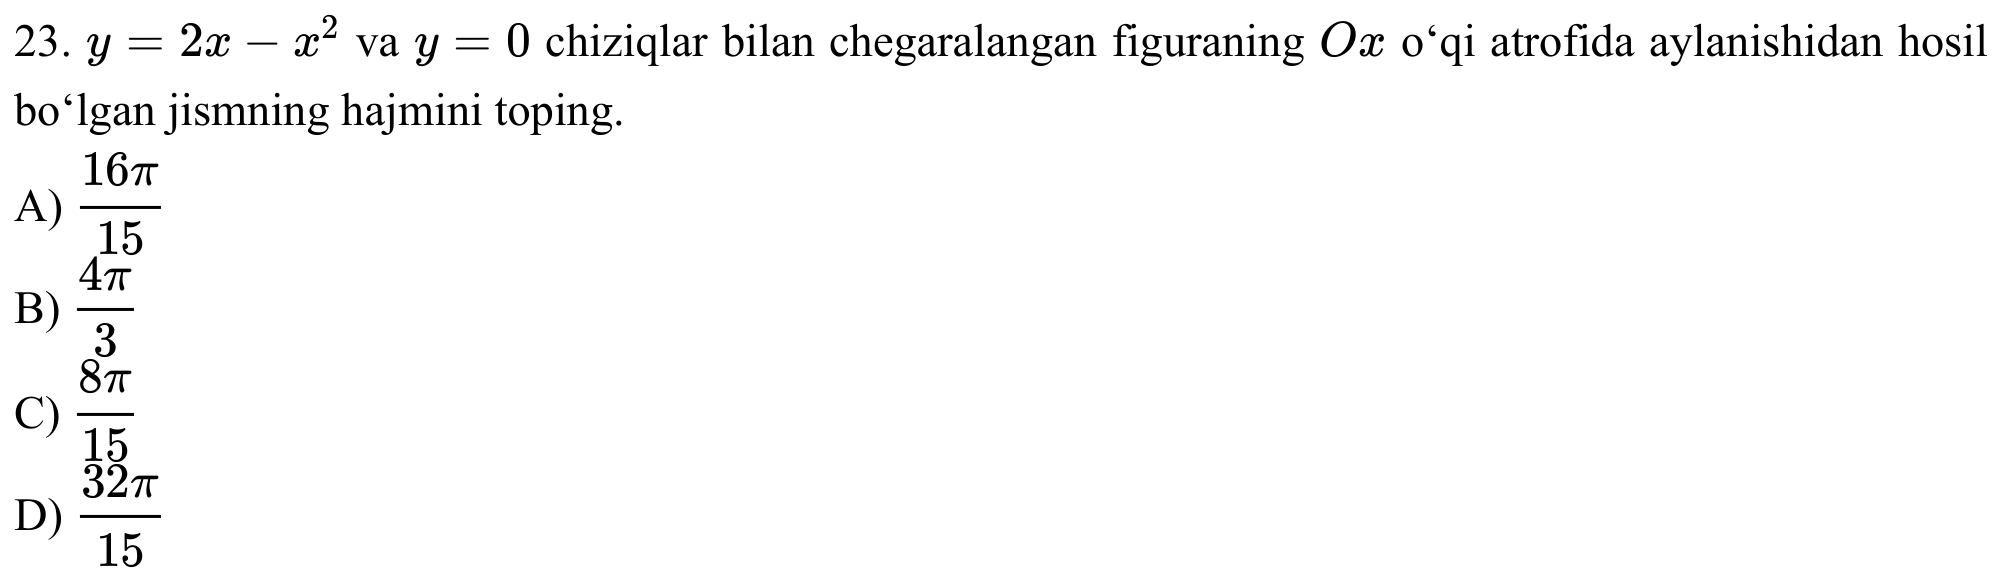 23. y = 2x − x² va y = 0 chiziqlar bilan chegaralangan figuraning Ox o‘qi atrofida aylanishidan hosil
bo‘lgan jismning hajmini toping.
A) 16π/15
B) 4π/3
C) 8π/15
D) 32π/15